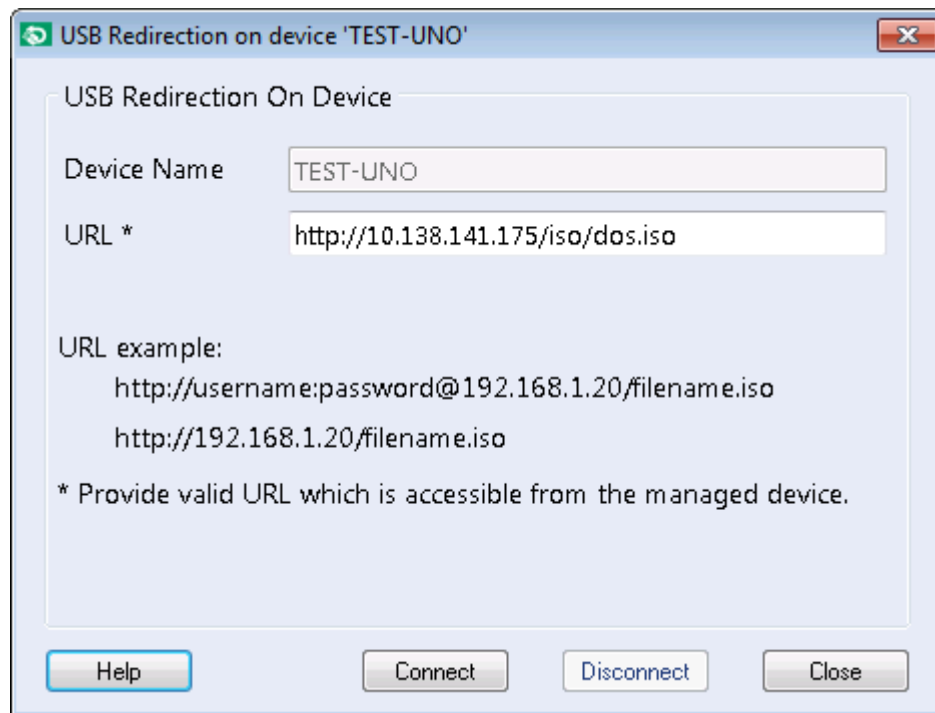 USB Redirection on device 'TEST-UNO'
USB Redirection On Device
Device Name TEST-UNO
URL * http://10.138.141.175/iso/dos.iso
URL example:
http://username:password@192.168.1.20/filename.iso
http://192.168.1.20/filename.iso
* Provide valid URL which is accessible from the managed device.
Help Connect Disconnect Close